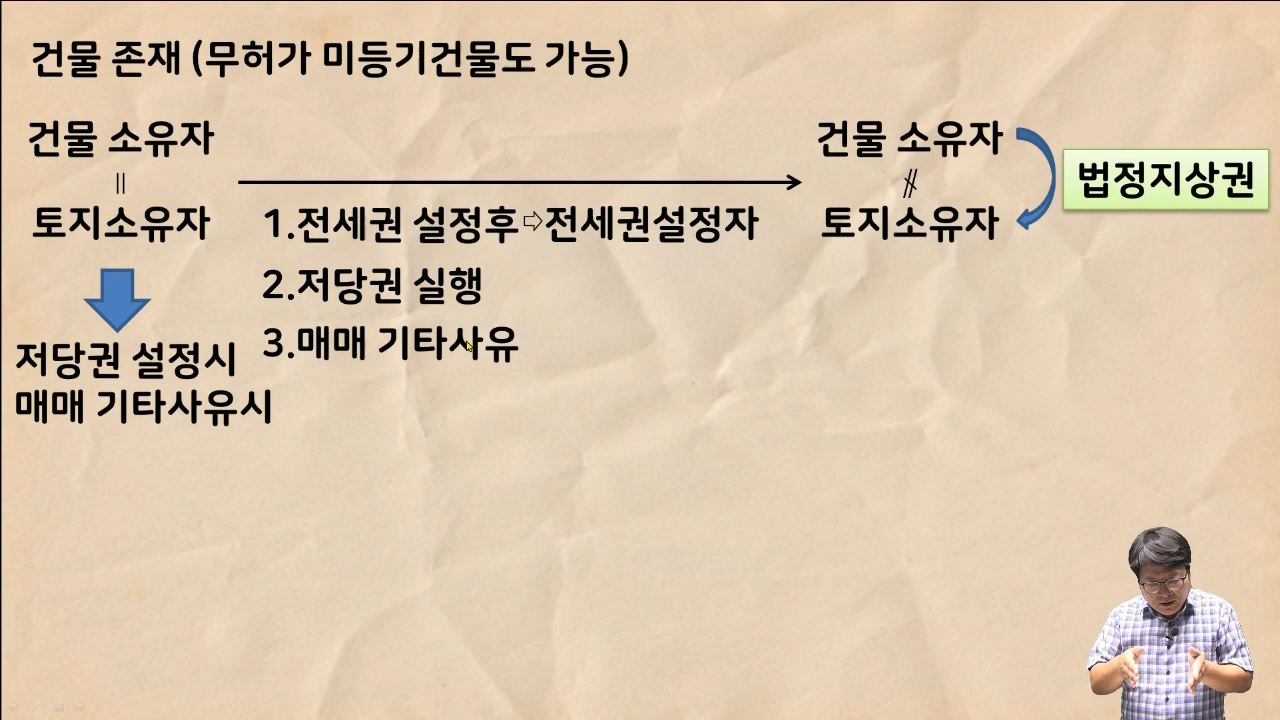 건물 존재 (무허가 미등기건물도 가능)
건물 소유자
||
토지소유자
저당권 설정시
매매 기타사유시
1.전세권 설정후⇨전세권설정자
2.저당권 실행
3.매매 기타사유
건물 소유자
∦
토지소유자
법정지상권